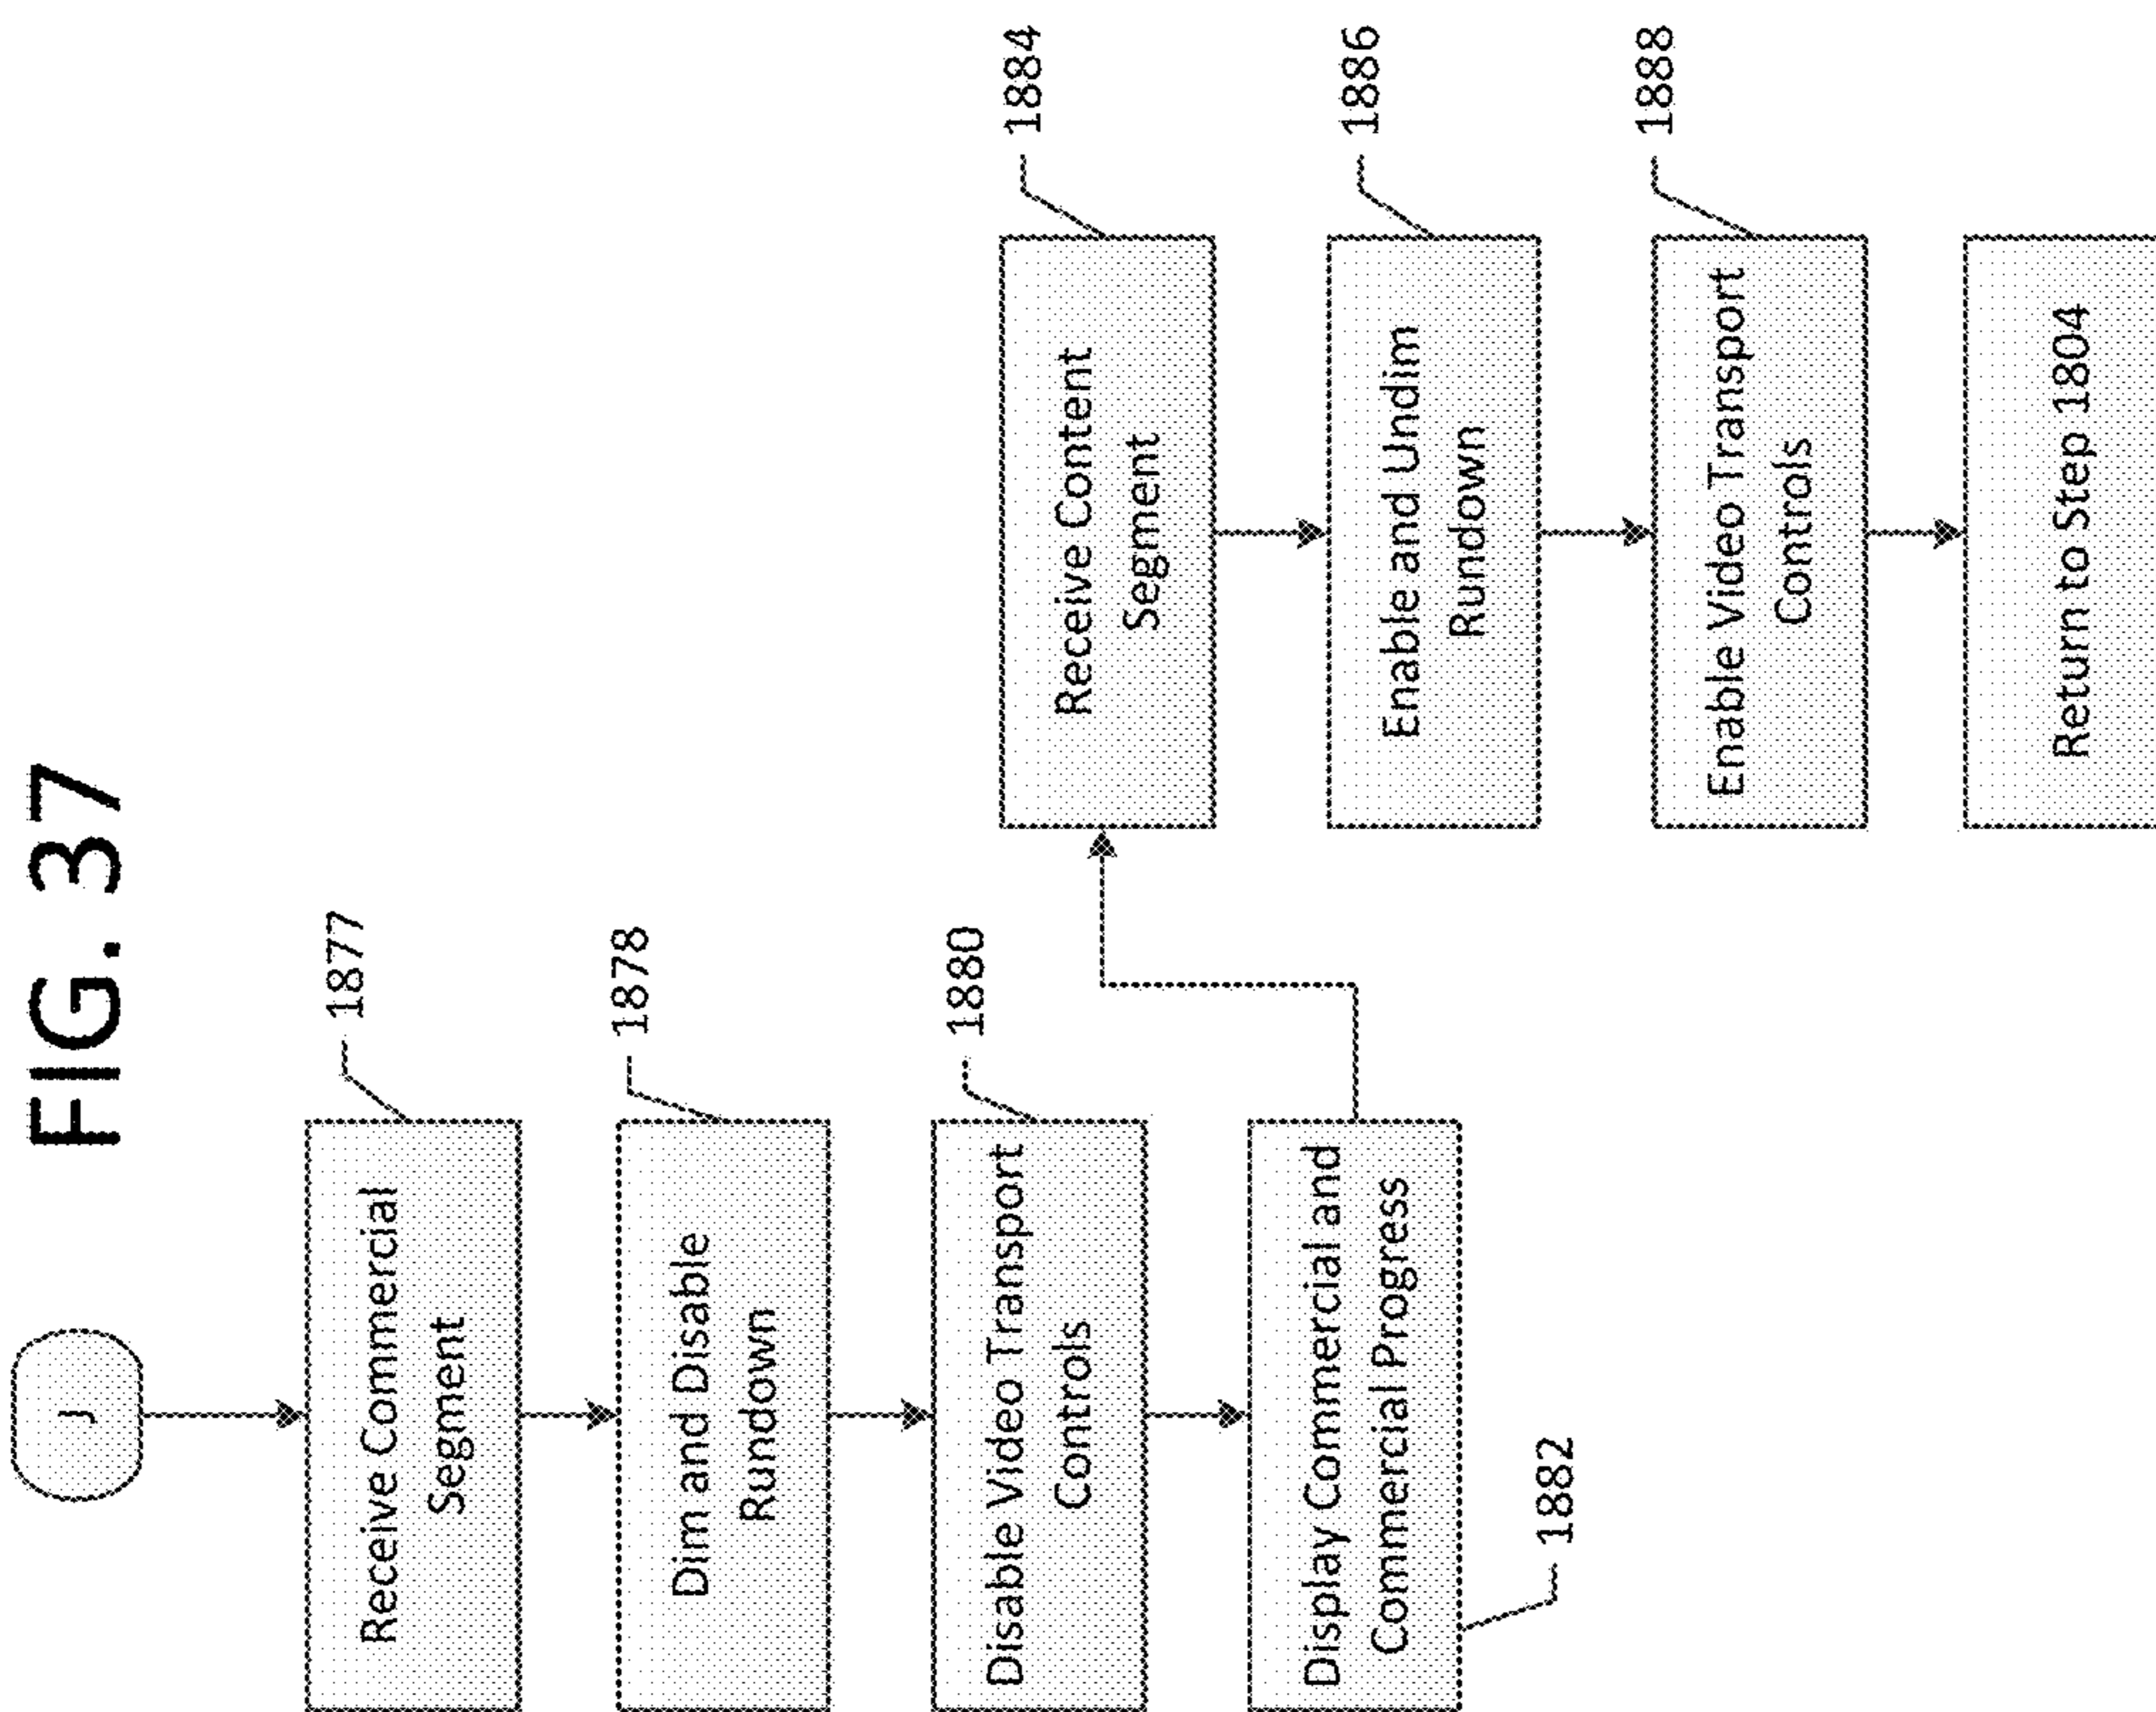 FIG. 37
J
Receive Commercial
Segment
1877
Dim and Disable
Rundown
1878
Disable Video Transport
Controls
1880
Display Commercial and
Commercial Progress
1882
Receive Content
Segment
1884
Enable and Undim
Rundown
1886
Enable Video Transport
Controls
1888
Return to Step 1804